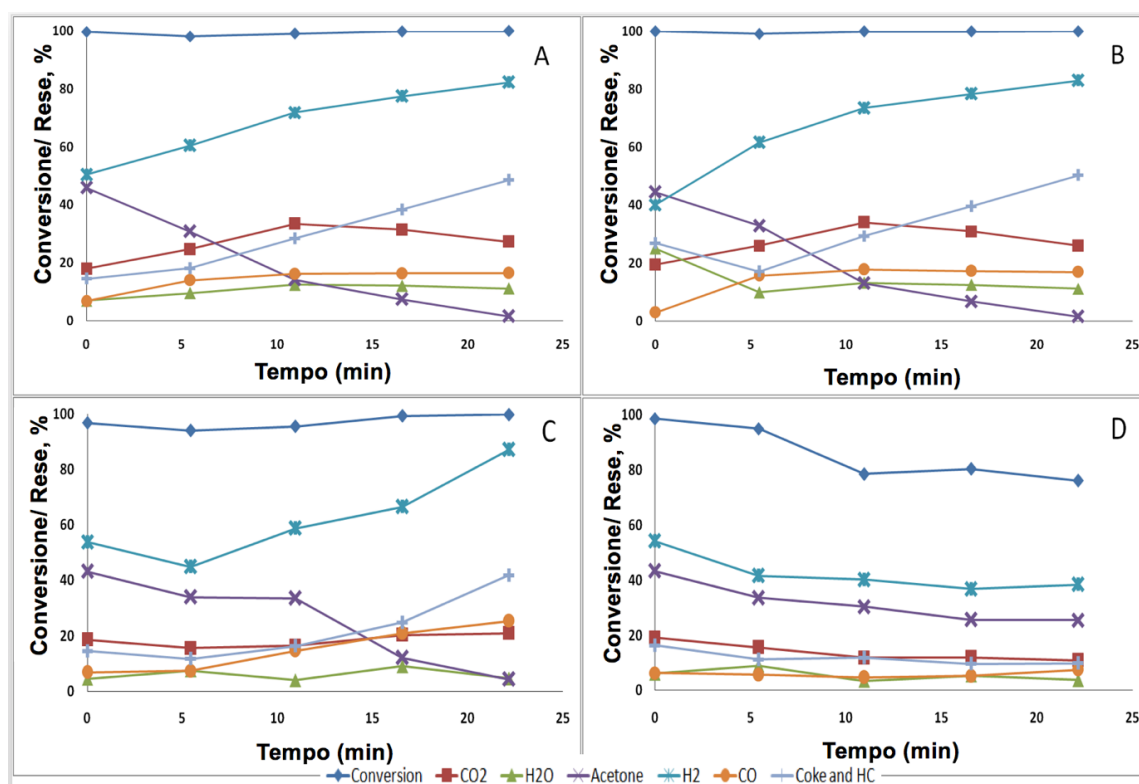 A
Conversione/ Rese, %
100
80
60
40
20
0
0 5 10 15 20 25
Tempo (min)
B
Conversione/ Rese, %
100
80
60
40
20
0
0 5 10 15 20 25
Tempo (min)
C
Conversione/ Rese, %
100
80
60
40
20
0
0 5 10 15 20 25
Tempo (min)
D
Conversione/ Rese, %
100
80
60
40
20
0
0 5 10 15 20 25
Tempo (min)
Conversion CO2 H2O Acetone H2 CO Coke and HC